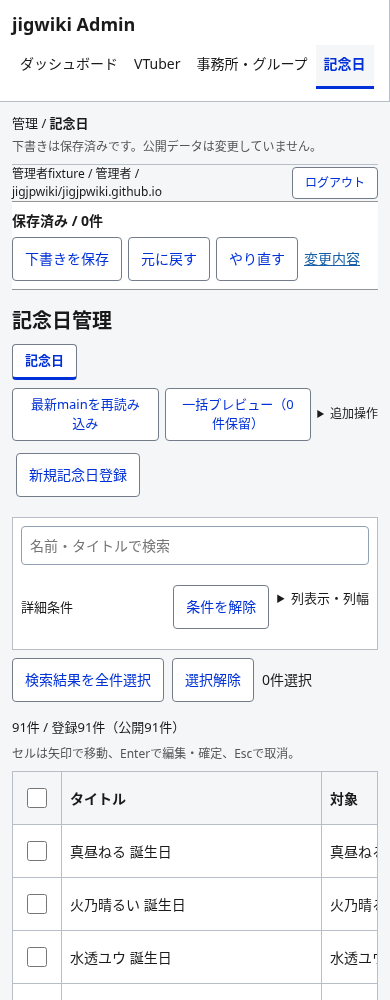 jigwiki Admin
ダッシュボード VTuber 事務所・グループ 記念日
管理 / 記念日
下書きは保存済みです。公開データは変更していません。
管理者fixture / 管理者 /
jigjpwiki/jigjpwiki.github.io
ログアウト
保存済み / 0件
下書きを保存 元に戻す やり直す 変更内容
記念日管理
記念日
最新mainを再読み
込み
一括プレビュー（0
件保留）
▶ 追加操作
新規記念日登録
名前・タイトルで検索
詳細条件 条件を解除 ▶ 列表示・列幅
検索結果を全件選択 選択解除 0件選択
91件 / 登録91件（公開91件）
セルは矢印で移動、Enterで編集・確定、Escで取消。
タイトル 対象
真昼ねる 誕生日 真昼ねる
火乃晴るい 誕生日 火乃晴
水透ユウ 誕生日 水透ユウ